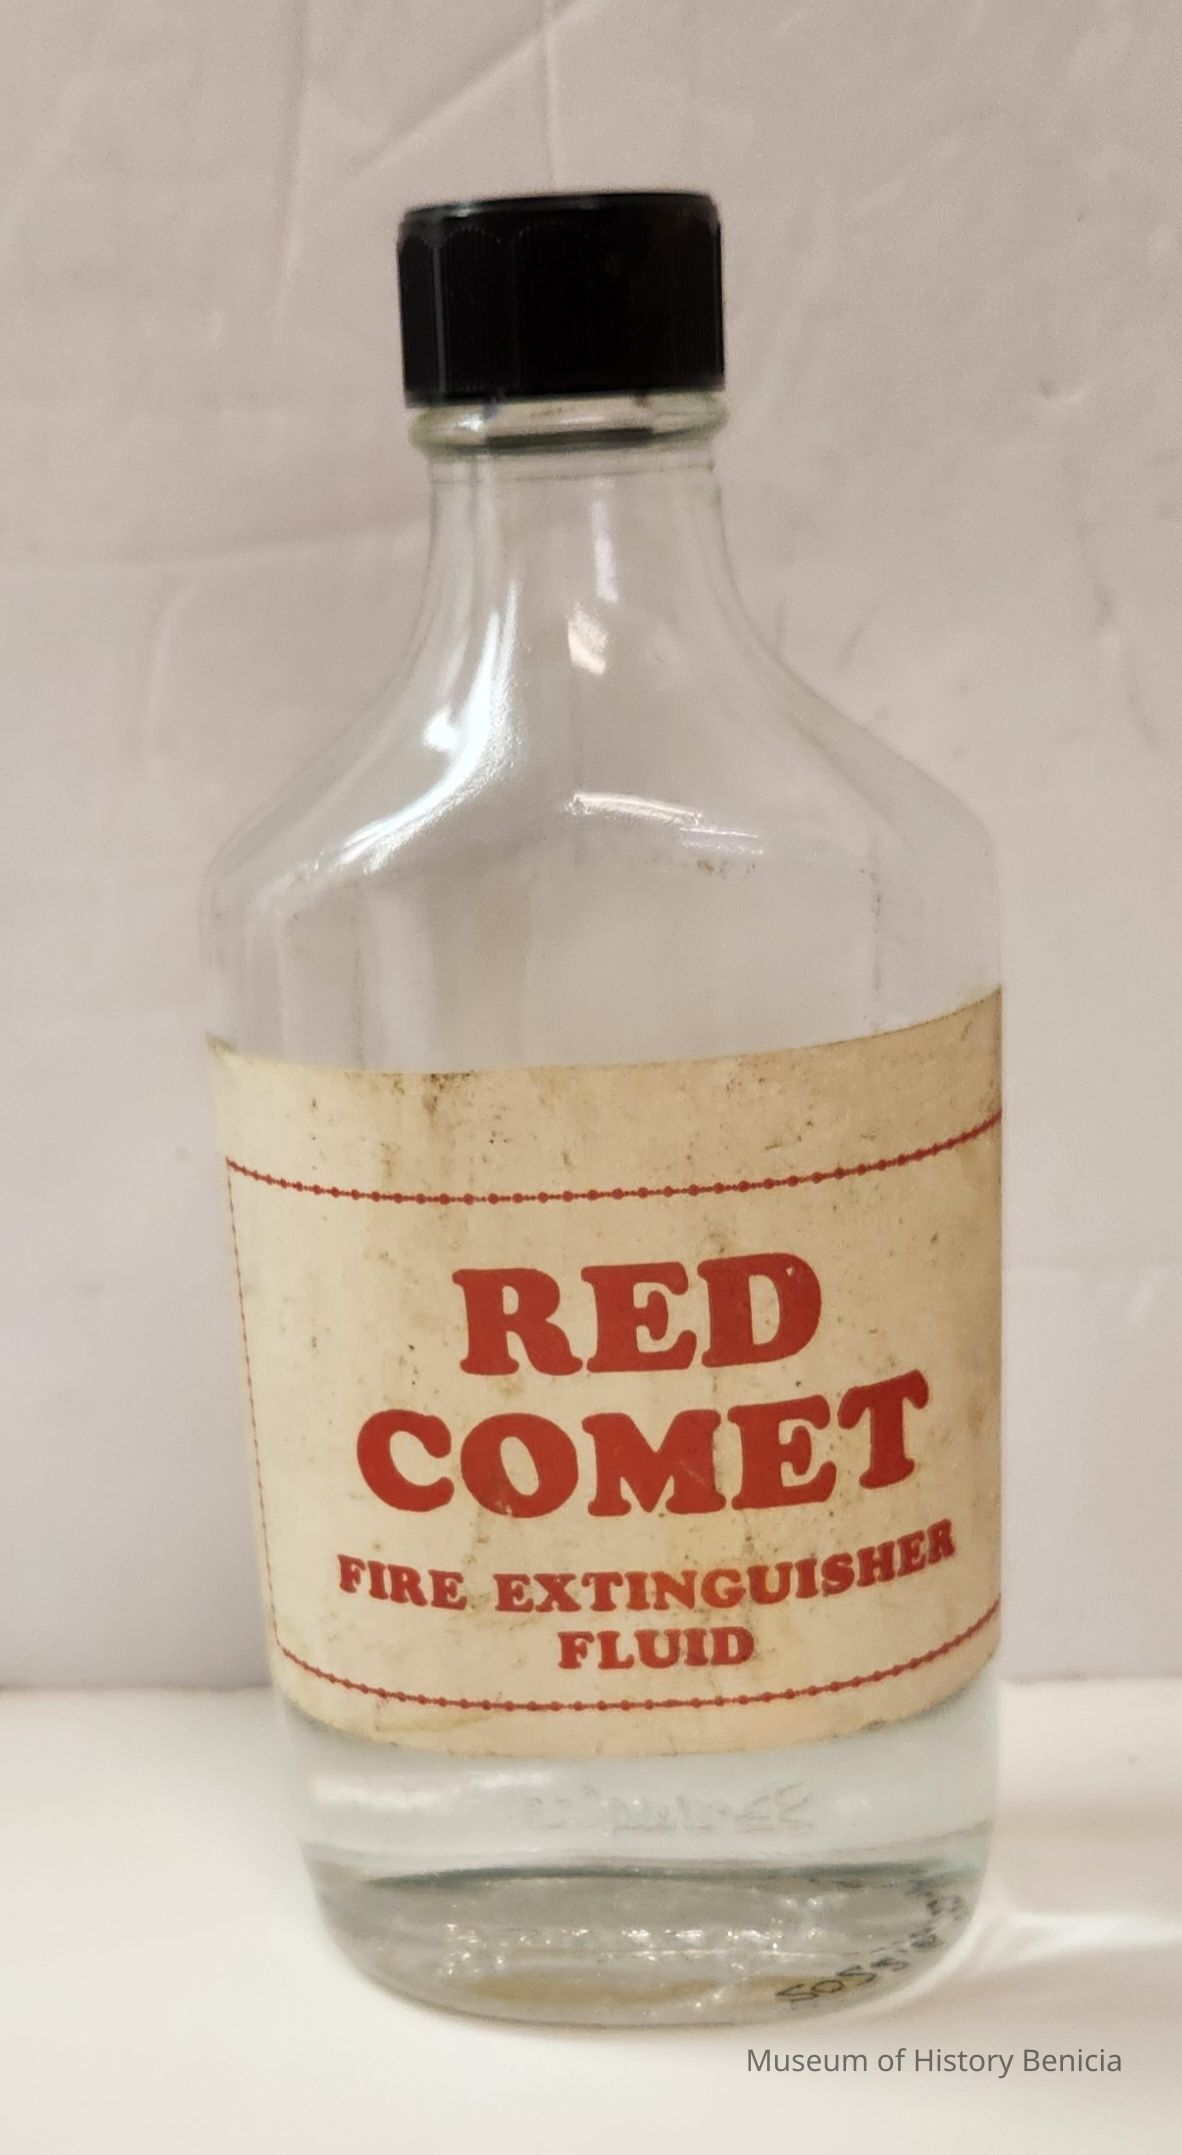 RED
COMET
FIRE EXTINGUISHER
FLUID
Museum of History Benicia